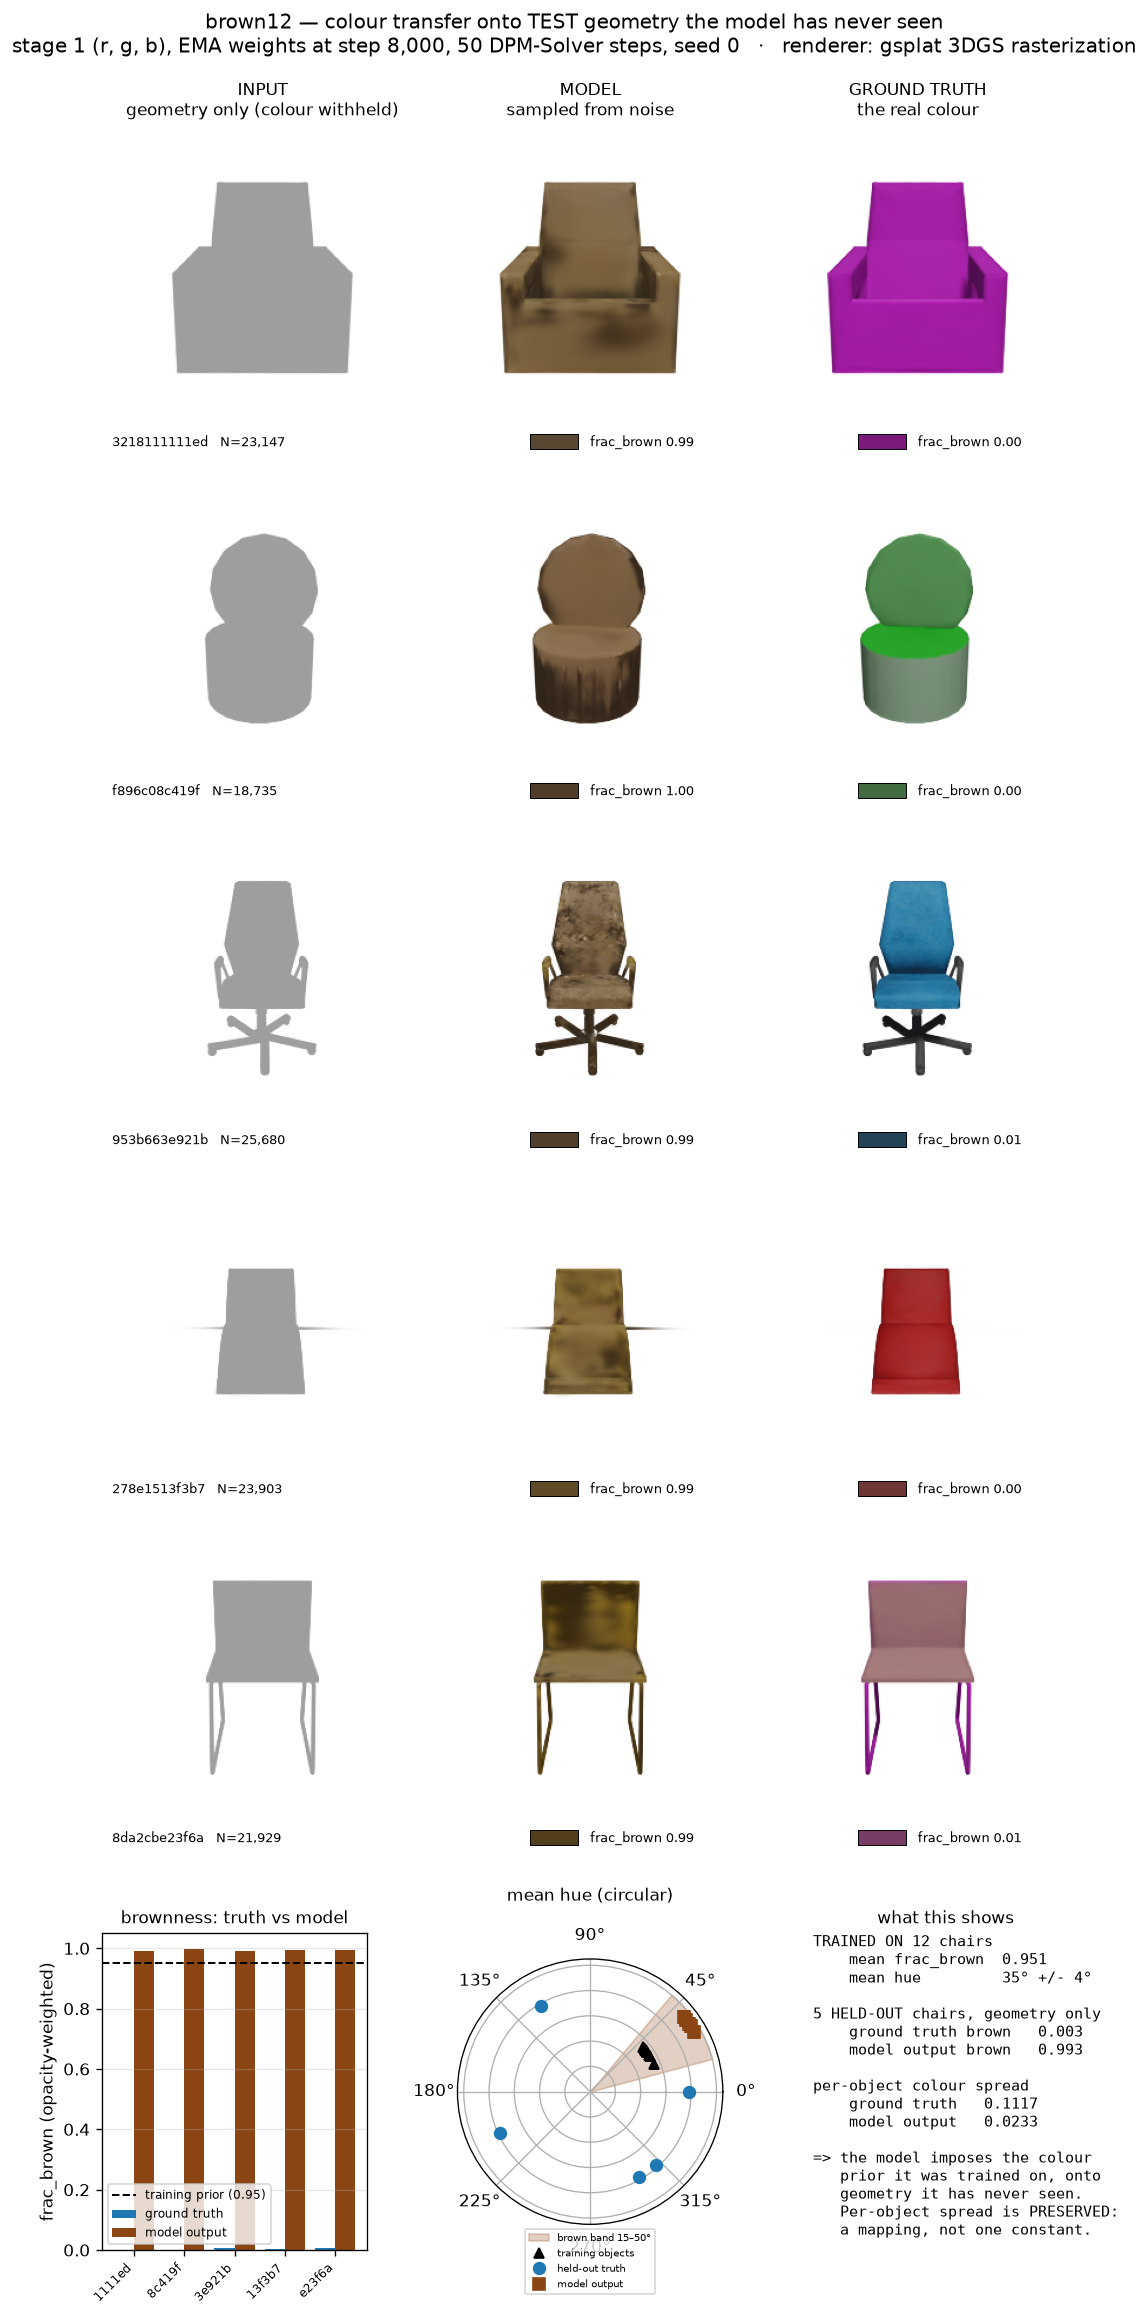 brown12 — colour transfer onto TEST geometry the model has never seen
stage 1 (r, g, b), EMA weights at step 8,000, 50 DPM-Solver steps, seed 0 · renderer: gsplat 3DGS rasterization
INPUT
geometry only (colour withheld)
MODEL
sampled from noise
GROUND TRUTH
the real colour
3218111111ed N=23,147
frac_brown 0.99
frac_brown 0.00
f896c08c419f N=18,735
frac_brown 1.00
frac_brown 0.00
953b663e921b N=25,680
frac_brown 0.99
frac_brown 0.01
278e1513f3b7 N=23,903
frac_brown 0.99
frac_brown 0.00
8da2cbe23f6a N=21,929
frac_brown 0.99
frac_brown 0.01
brownness: truth vs model
frac_brown (opacity-weighted)
1.0
0.8
0.6
0.4
0.2
0.0
training prior (0.95)
ground truth
model output
1111ed
8c419f
3e921b
13f3b7
e23f6a
mean hue (circular)
90°
135°
45°
180°
0°
225°
315°
270°
brown band 15–50°
training objects
held-out truth
model output
what this shows
TRAINED ON 12 chairs
mean frac_brown 0.951
mean hue 35° +/- 4°
5 HELD-OUT chairs, geometry only
ground truth brown 0.003
model output brown 0.993
per-object colour spread
ground truth 0.1117
model output 0.0233
=> the model imposes the colour
prior it was trained on, onto
geometry it has never seen.
Per-object spread is PRESERVED:
a mapping, not one constant.